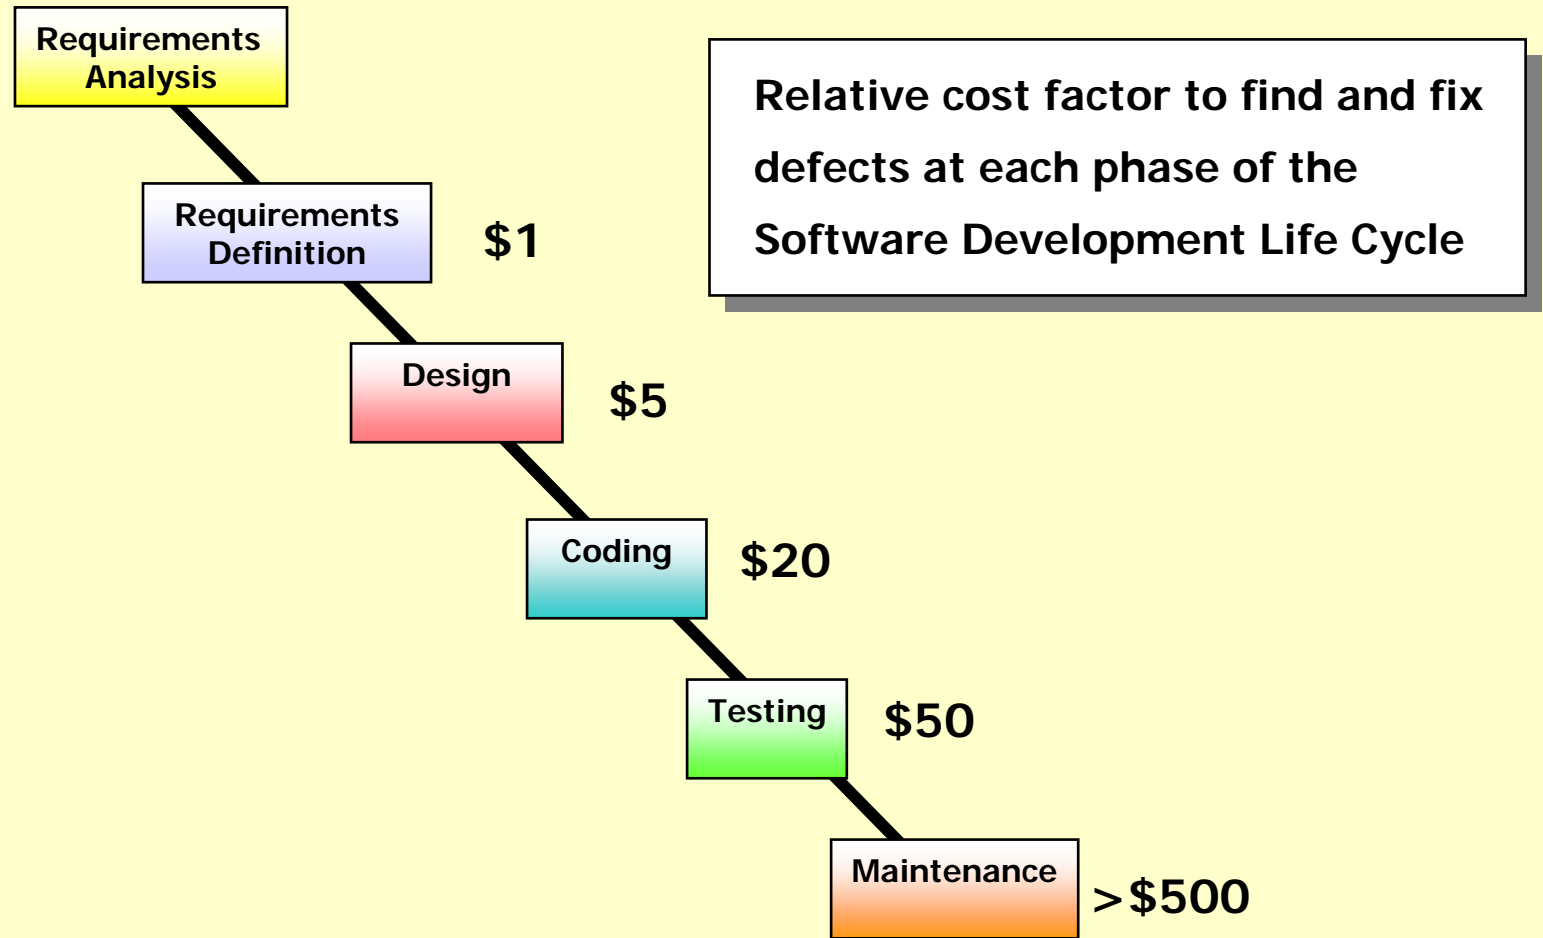 Requirements
Analysis
Relative cost factor to find and fix
defects at each phase of the
Software Development Life Cycle
Requirements
Definition
$1
Design
$5
Coding
$20
Testing
$50
Maintenance
>$500